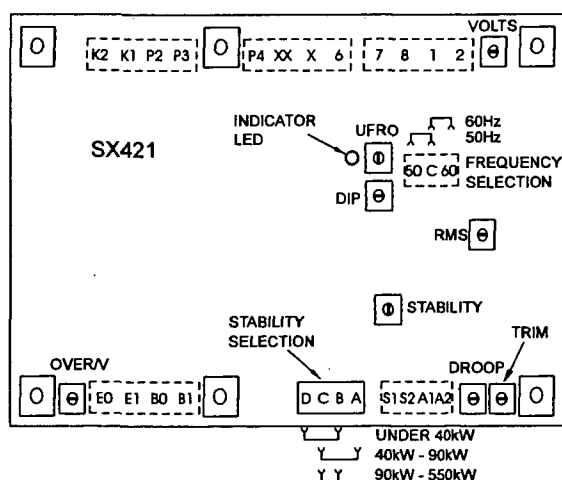 VOLTS
K2 K1 P2 P3
P4 XX X 6
7 8 1 2
INDICATOR
LED
UFRO
60Hz
50Hz
SX421
50 C 60
FREQUENCY
SELECTION
DIP
RMS
STABILITY
STABILITY
SELECTION
TRIM
OVER/V
DROOP
E0 E1 B0 B1
D C B A
S1 S2 A1 A2
UNDER 40kW
40kW - 90kW
90kW - 550kW